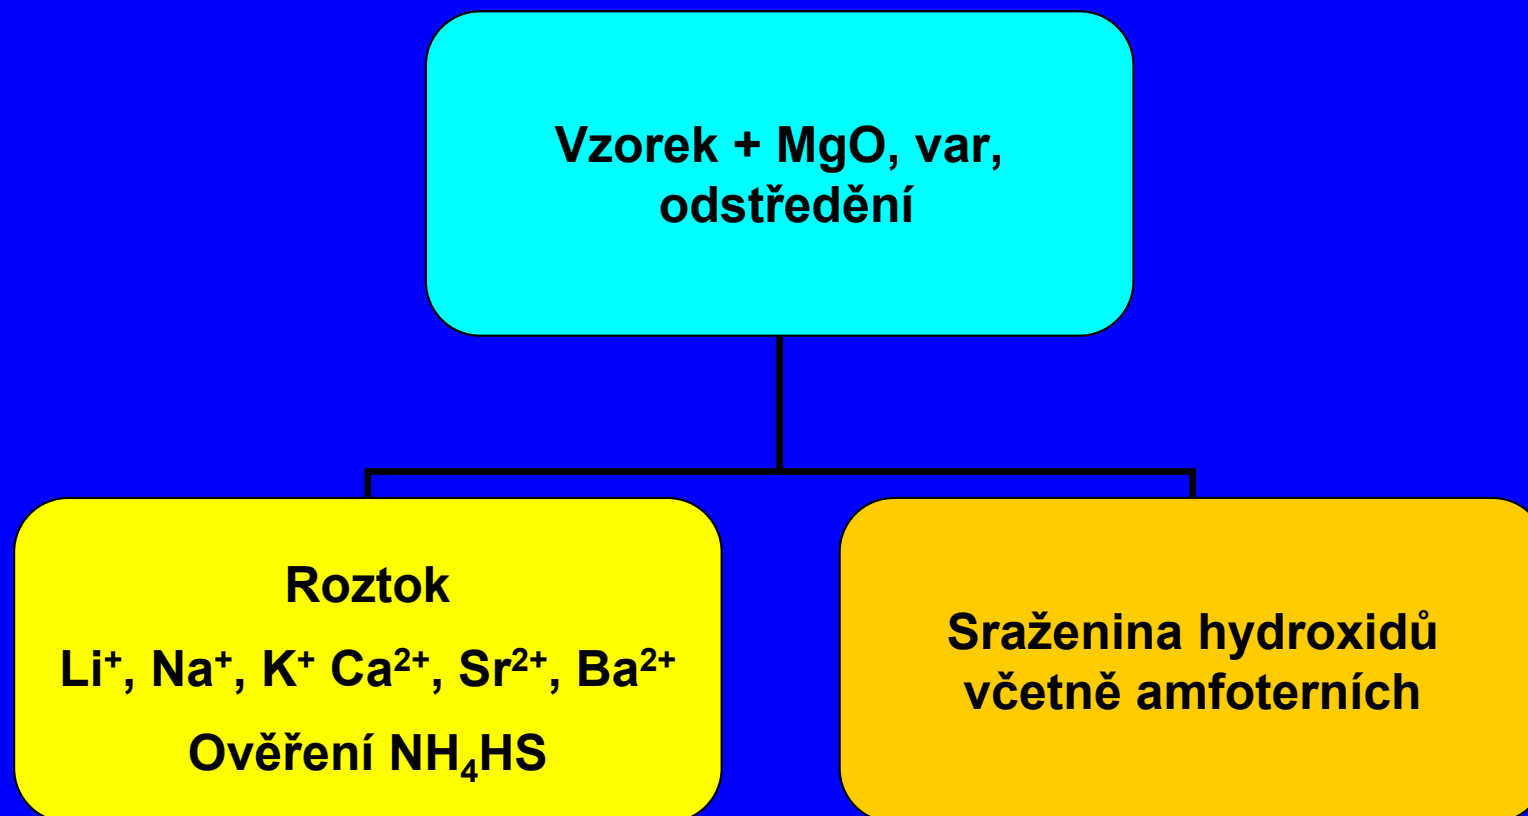 Vzorek + MgO, var,
odstředění
Roztok
Li⁺, Na⁺, K⁺ Ca²⁺, Sr²⁺, Ba²⁺
Ověření NH₄HS
Sraženina hydroxidů
včetně amfoterních